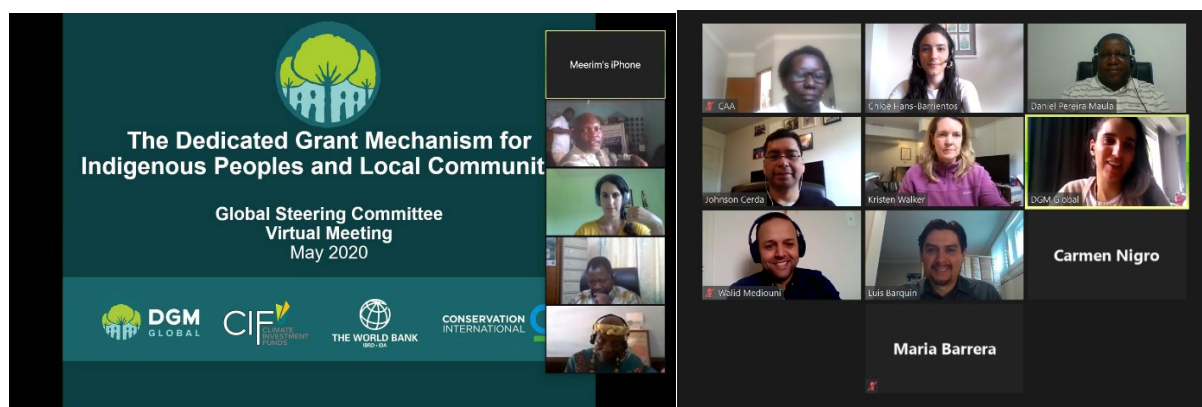 The Dedicated Grant Mechanism for
Indigenous Peoples and Local Communit
Global Steering Committee
Virtual Meeting
May 2020
DGM
GLOBAL
CIF
CLIMATE
INVESTMENT
FUNDS
THE WORLD BANK
IBRD • IDA
CONSERVATION
INTERNATIONAL
Meerim's iPhone
CAA
Chloe Hans-Barrientos
Daniel Pereira Maula
Johnson Cerda
Kristen Walker
DGM Global
Walid Mediouni
Luis Barquin
Carmen Nigro
Maria Barrera